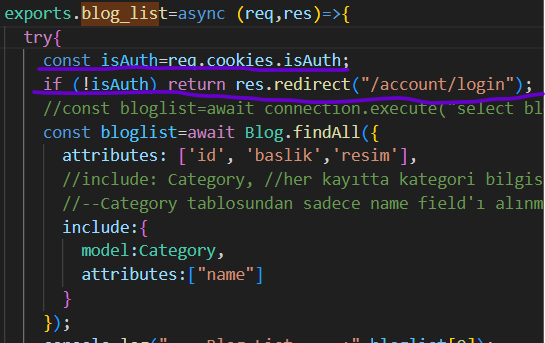 exports.blog_list=async (req,res)=>{
try{
const isAuth=req.cookies.isAuth;
if (!isAuth) return res.redirect("/account/login");
//const bloglist=await connection.execute("select bl
const bloglist=await Blog.findAll({
attributes: ['id', 'baslik','resim'],
//include: Category, //her kayıtta kategori bilgis
//--Category tablosundan sadece name field'ı alınm
include:{
model:Category,
attributes:["name"]
}
});